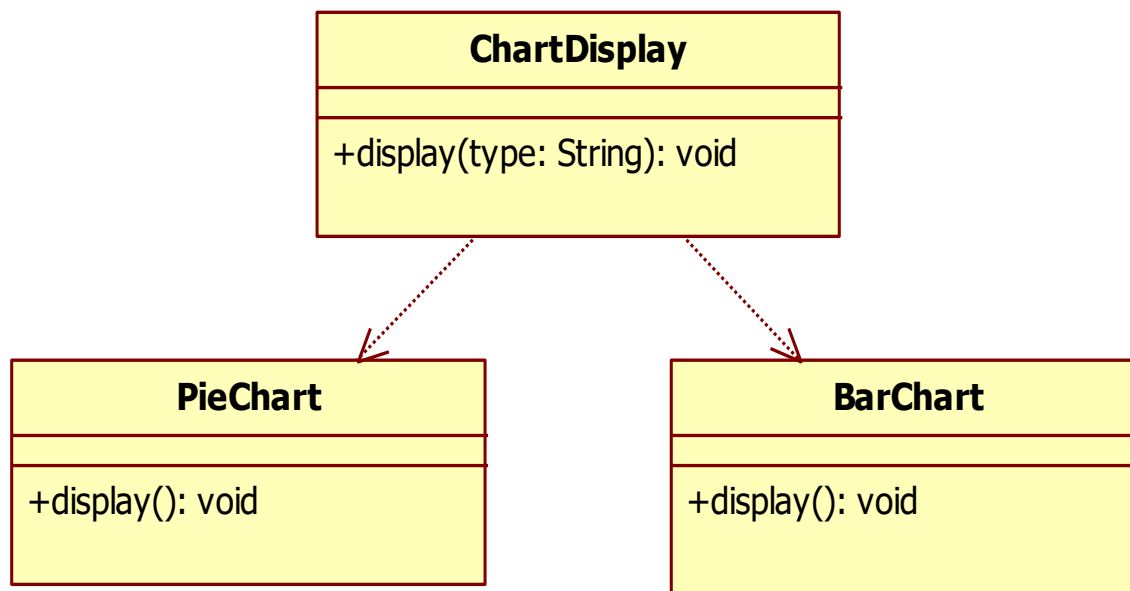 ChartDisplay
+display(type: String): void
PieChart
+display(): void
BarChart
+display(): void